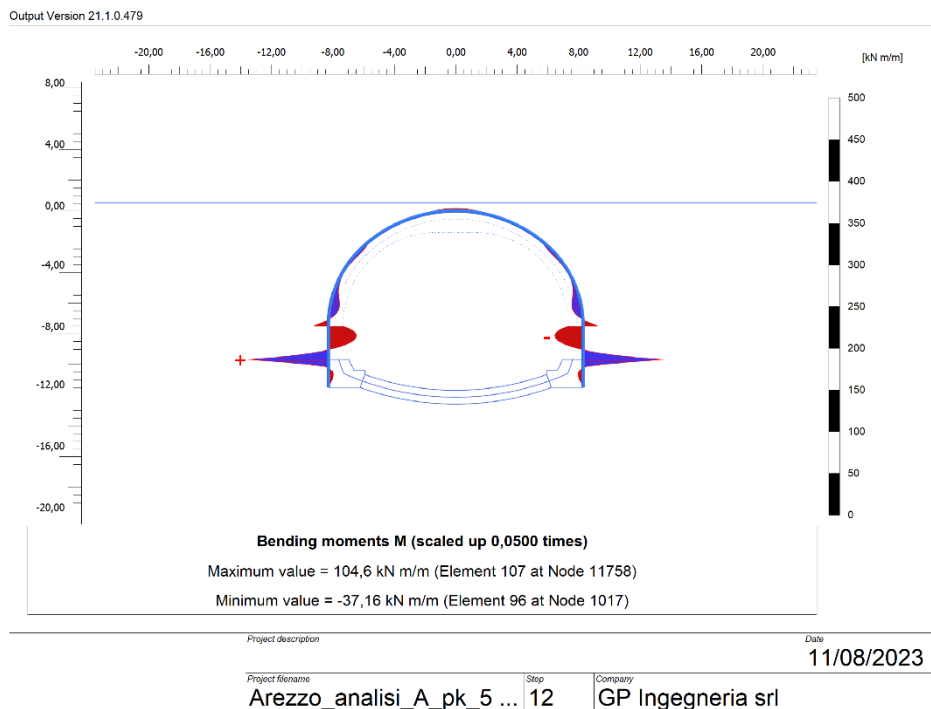 Output Version 21.1.0.479
-20,00 -16,00 -12,00 -8,00 -4,00 0,00 4,00 8,00 12,00 16,00 20,00
[kN m/m]
8,00
4,00
0,00
-4,00
-8,00
-12,00
-16,00
-20,00
+
-
500
450
400
350
300
250
200
150
100
50
0
Bending moments M (scaled up 0,0500 times)
Maximum value = 104,6 kN m/m (Element 107 at Node 11758)
Minimum value = -37,16 kN m/m (Element 96 at Node 1017)
Project description
Date
11/08/2023
Project filename
Step
Company
Arezzo_analisi_A_pk_5 ... 12 GP Ingegneria srl